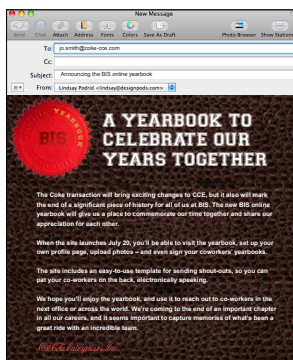 New Message
Send Chat Attach Address Fonts Colors Save As Draft Photo Browser Show Stationery
To: jo.smith@coke-cce.com
Cc:
Subject: Announcing the BIS online yearbook
From: Lindsay Pedrid <lindsay@designpods.com>
YEARBOOK
BIS
A YEARBOOK TO
CELEBRATE OUR
YEARS TOGETHER
The Coke transaction will bring exciting changes to CCE, but it also will mark
the end of a significant piece of history for all of us at BIS. The new BIS online
yearbook will give us a place to commemorate our time together and share our
appreciation for each other.
When the site launches July 20, you'll be able to visit the yearbook, set up your
own profile page, upload photos – and even sign your coworkers' yearbooks.
The site includes an easy-to-use template for sending shout-outs, so you can
pat your co-workers on the back, electronically speaking.
We hope you'll enjoy the yearbook, and use it to reach out to co-workers in the
next office or across the world. We're coming to the end of an important chapter
in all our careers, and it seems important to capture memories of what's been a
great ride with an incredible team.
Coca-Cola Enterprises Inc.